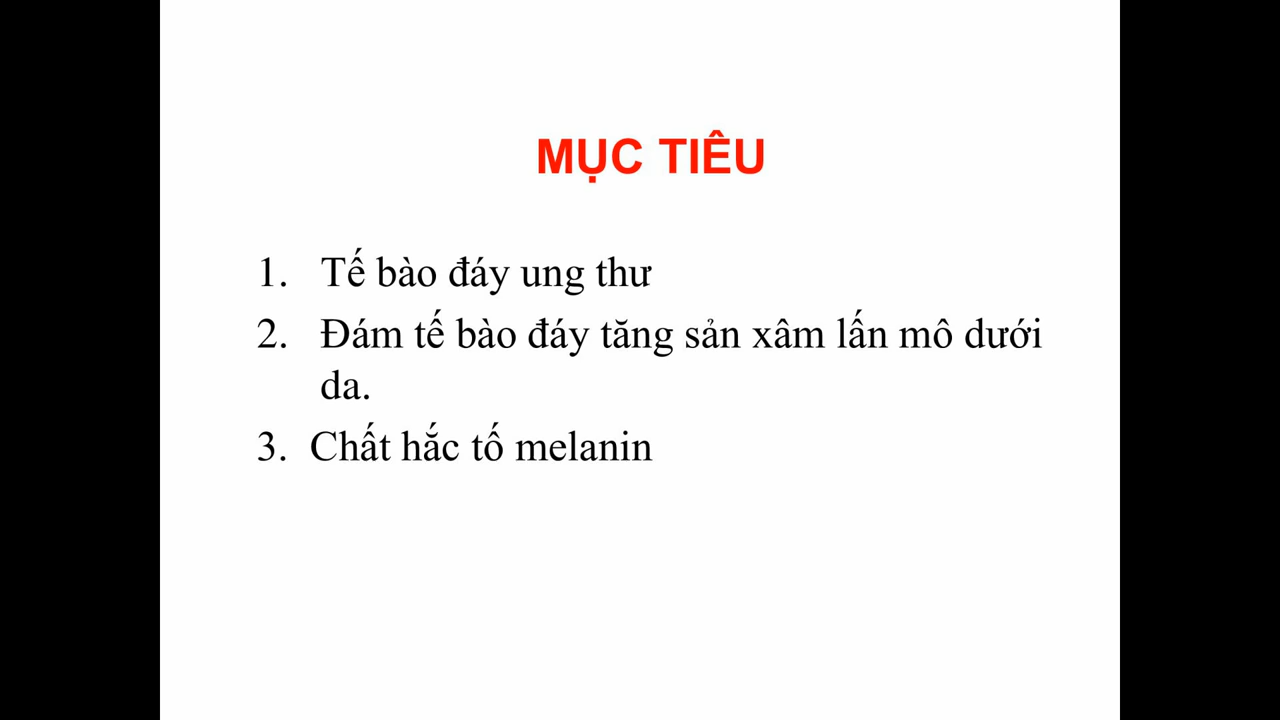 MỤC TIÊU
1. Tế bào đáy ung thư
2. Đám tế bào đáy tăng sản xâm lấn mô dưới
da.
3. Chất hắc tố melanin